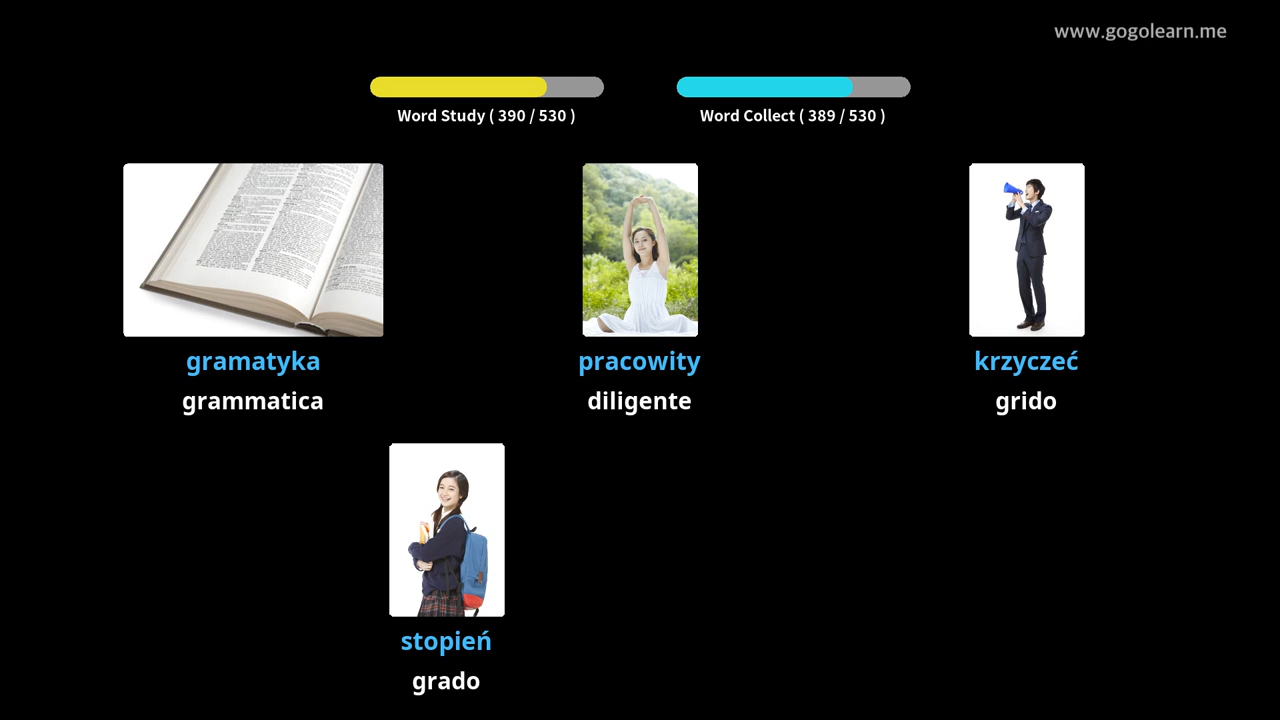 www.gogolearn.me
Word Study ( 390 / 530 )
Word Collect ( 389 / 530 )
gramatyka
pracowity
krzyczeć
grammatica
diligente
grido
stopień
grado